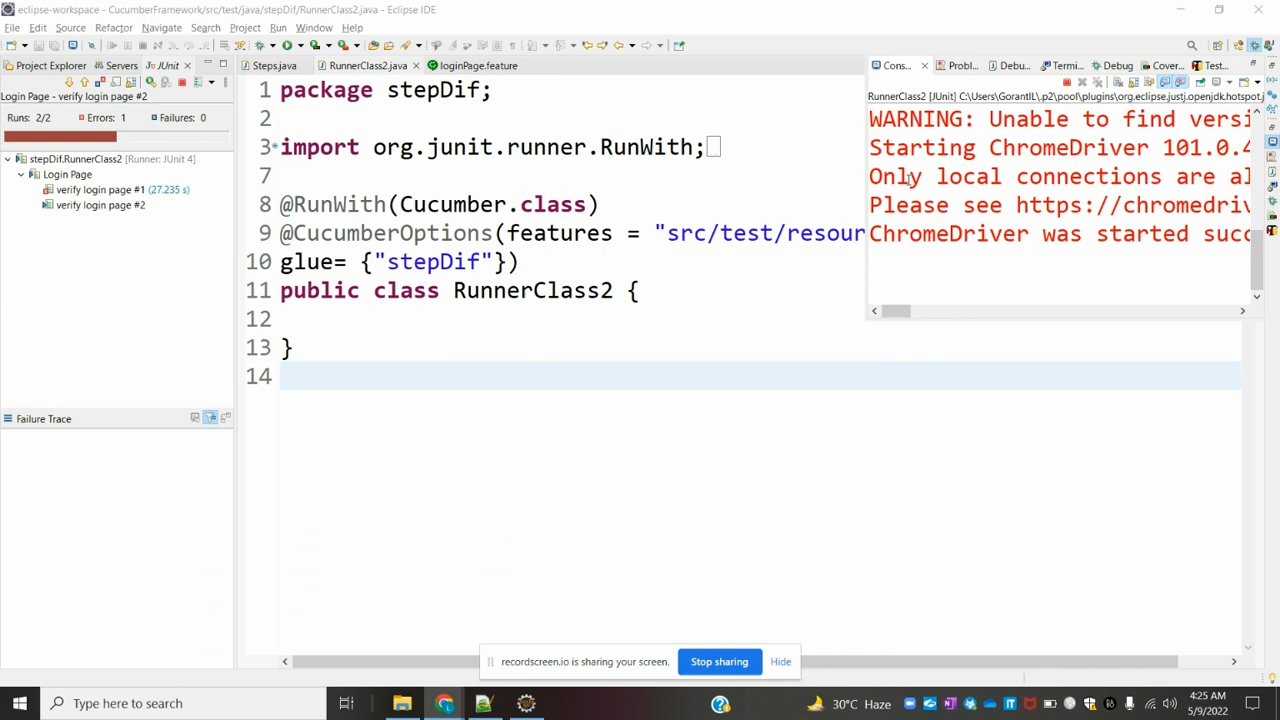 eclipse-workspace - CucumberFramework/src/test/java/stepDif/RunnerClass2.java - Eclipse IDE
File Edit Source Refactor Navigate Search Project Run Window Help
Project Explorer Servers JUnit
Steps.java RunnerClass2.java loginPage.feature
Cons... Probl... Debu... Termi... Debug Cover... Test...
Login Page - verify login page #2
Runs: 2/2 Errors: 1 Failures: 0
stepDif.RunnerClass2 [Runner: JUnit 4]
Login Page
verify login page #1 (27.235 s)
verify login page #2
Failure Trace
1 package stepDif;
2
3 import org.junit.runner.RunWith;
7
8 @RunWith(Cucumber.class)
9 @CucumberOptions(features = "src/test/resour
10 glue= {"stepDif"})
11 public class RunnerClass2 {
12
13 }
14
RunnerClass2 [JUnit] C:\Users\GorantIL\.p2\pool\plugins\org.eclipse.justj.openjdk.hotspot.j
WARNING: Unable to find versi
Starting ChromeDriver 101.0.4
Only local connections are al
Please see https://chromedriv
ChromeDriver was started succ
recordscreen.io is sharing your screen. Stop sharing Hide
Type here to search
30°C Haze
4:25 AM
5/9/2022